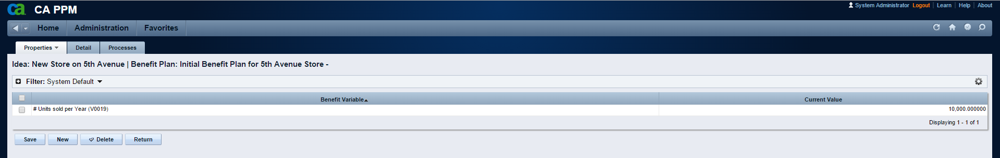 ca CA PPM
System Administrator Logout Learn Help About
Home Administration Favorites
Properties Detail Processes
Idea: New Store on 5th Avenue | Benefit Plan: Initial Benefit Plan for 5th Avenue Store -
Filter: System Default
Benefit Variable Current Value
# Units sold per Year (V0019) 10,000.000000
Displaying 1 - 1 of 1
Save New Delete Return